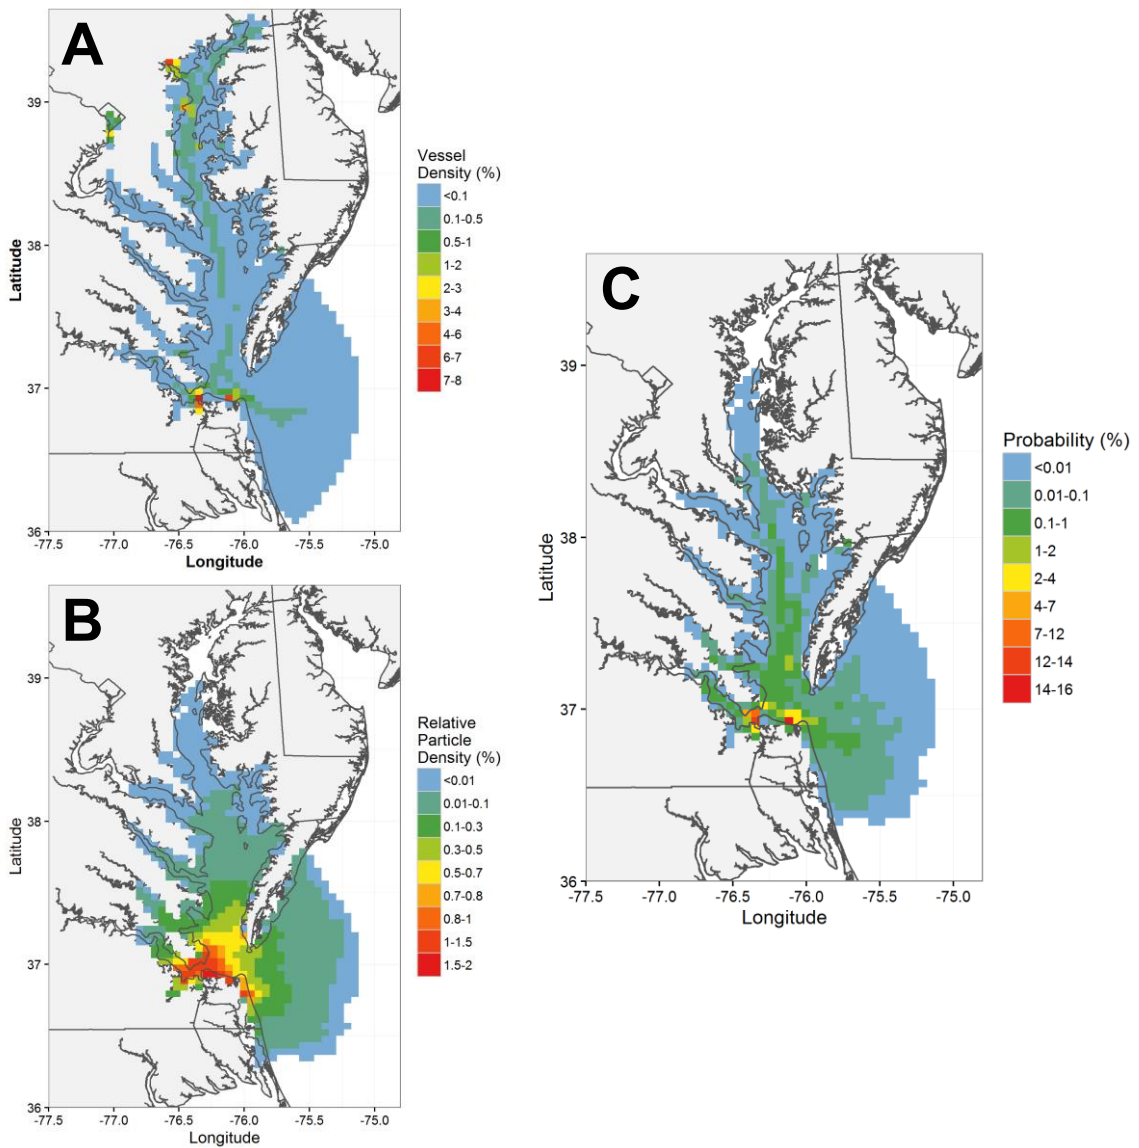 A
39
38
37
36
Latitude
-77.5 -77.0 -76.5 -76.0 -75.5 -75.0
Longitude
Vessel
Density (%)
<0.1
0.1-0.5
0.5-1
1-2
2-3
3-4
4-6
6-7
7-8
B
39
38
37
36
Latitude
-77.5 -77.0 -76.5 -76.0 -75.5 -75.0
Longitude
Relative
Particle
Density (%)
<0.01
0.01-0.1
0.1-0.3
0.3-0.5
0.5-0.7
0.7-0.8
0.8-1
1-1.5
1.5-2
C
39
38
37
36
Latitude
-77.5 -77.0 -76.5 -76.0 -75.5 -75.0
Longitude
Probability (%)
<0.01
0.01-0.1
0.1-1
1-2
2-4
4-7
7-12
12-14
14-16